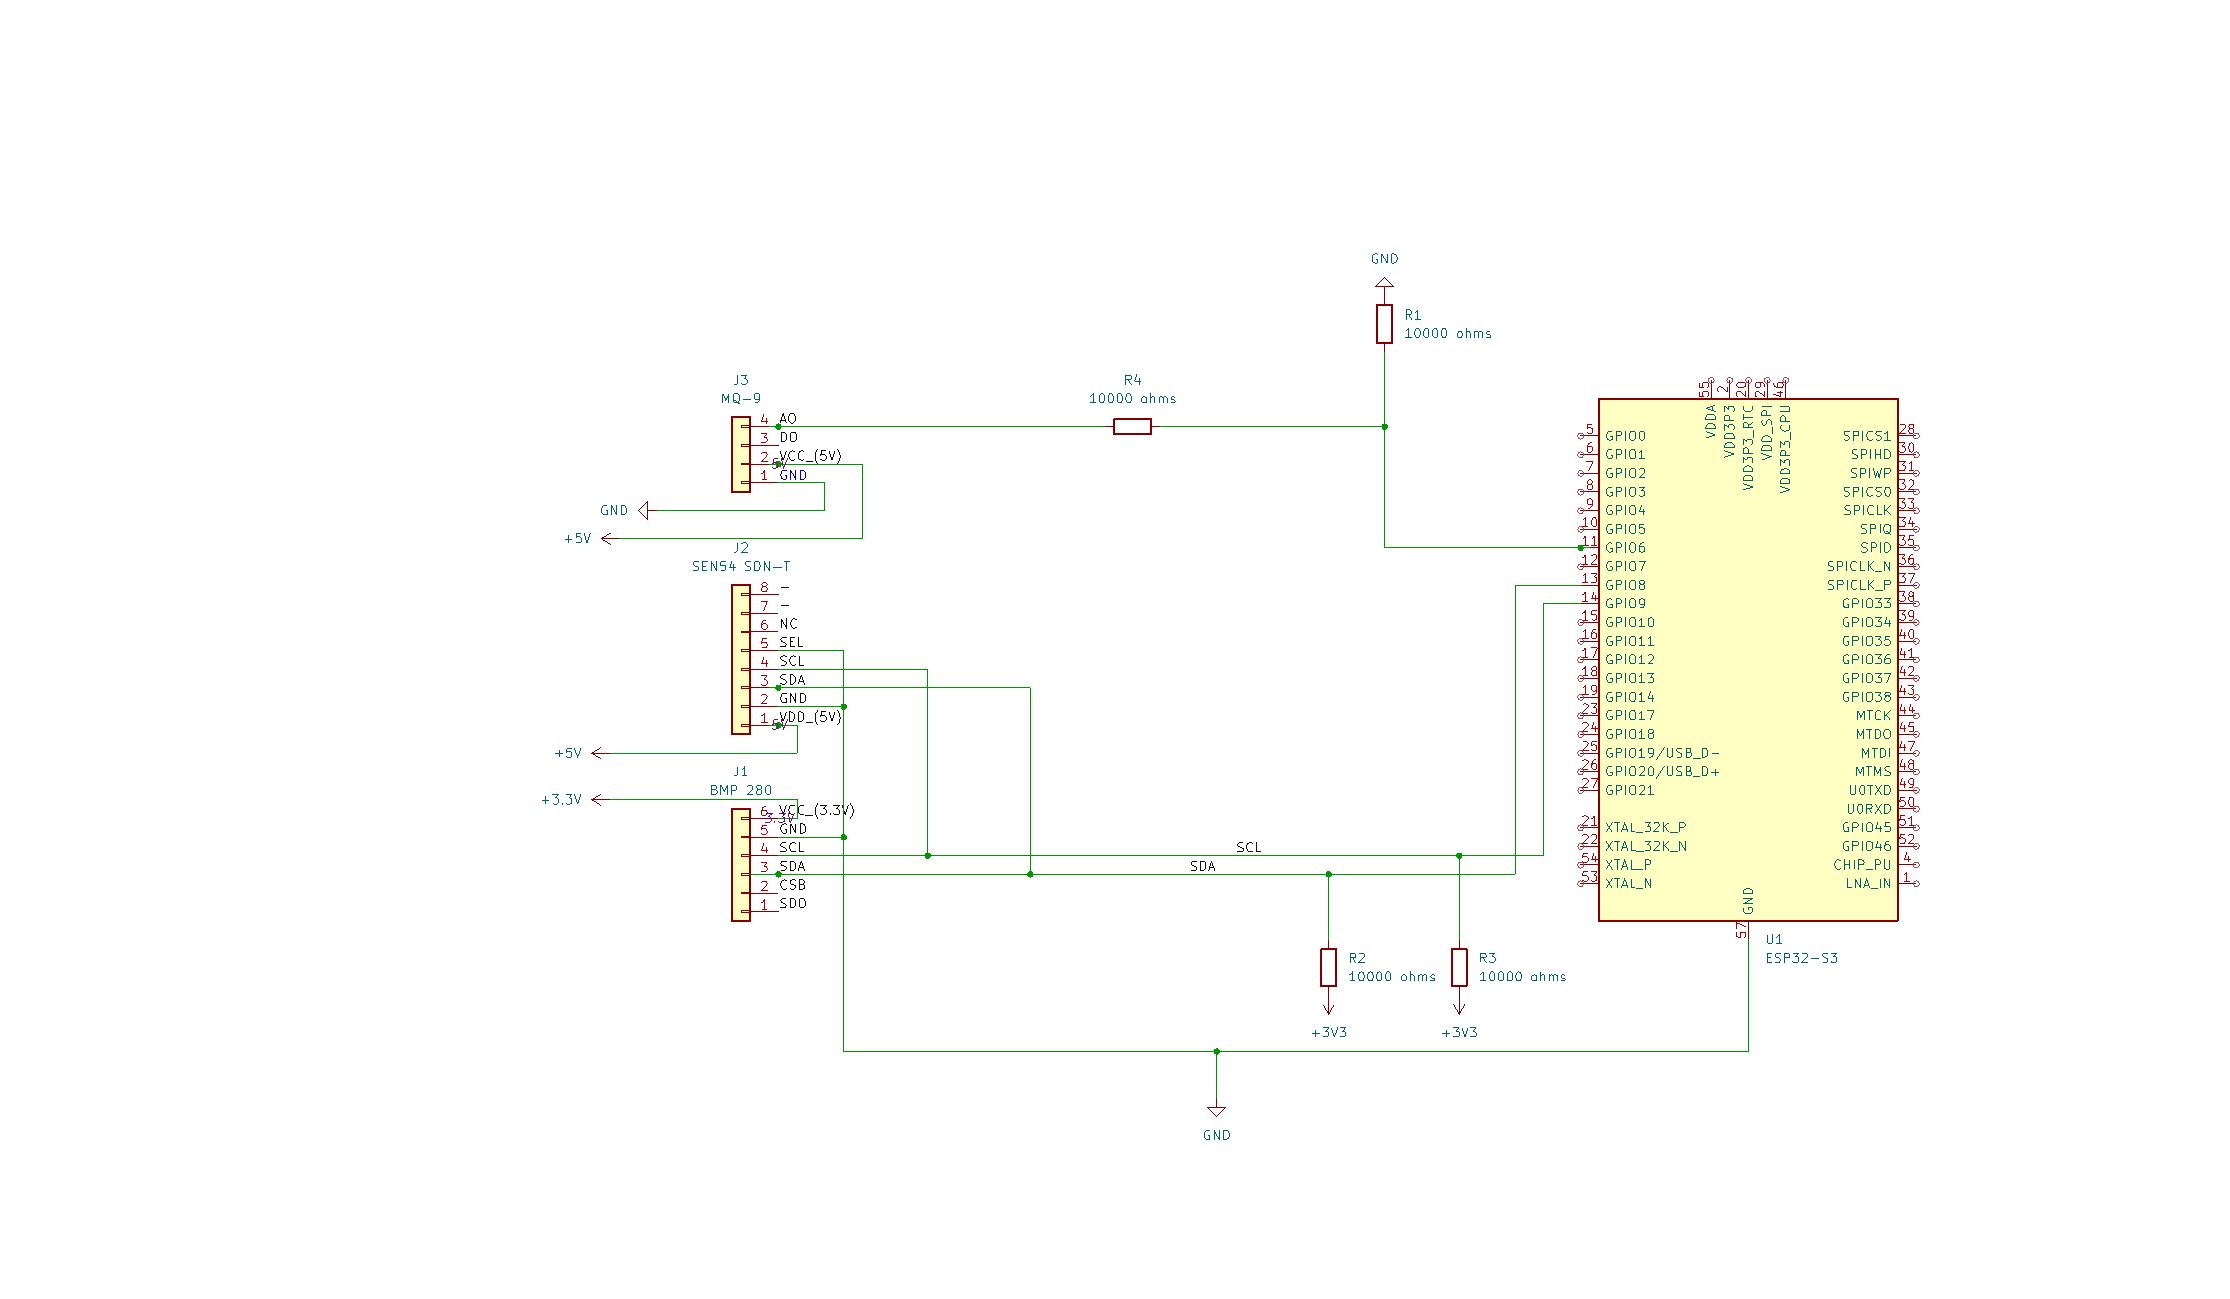 GND
R1
10000 ohms
J3
MQ-9
4 AO
3 DO
2 VCC_(5V)
5V
1 GND
GND
+5V
R4
10000 ohms
J2
SEN54 SDN-T
8 -
7 -
6 NC
5 SEL
4 SCL
3 SDA
2 GND
1 VDD_(5V)
5V
+5V
J1
BMP 280
+3.3V
6 VCC_(3.3V)
3.3V
5 GND
4 SCL
3 SDA
2 CSB
1 SDO
SCL
SDA
R2
10000 ohms
+3V3
R3
10000 ohms
+3V3
GND
55 VDDA
2 VDD3P3
20 VDD3P3_RTC
29 VDD_SPI
46 VDD3P3_CPU
5 GPIO0
6 GPIO1
7 GPIO2
8 GPIO3
9 GPIO4
10 GPIO5
11 GPIO6
12 GPIO7
13 GPIO8
14 GPIO9
15 GPIO10
16 GPIO11
17 GPIO12
18 GPIO13
19 GPIO14
23 GPIO17
24 GPIO18
25 GPIO19/USB_D-
26 GPIO20/USB_D+
27 GPIO21
21 XTAL_32K_P
22 XTAL_32K_N
54 XTAL_P
53 XTAL_N
SPICS1 28
SPIHD 30
SPIWP 31
SPICS0 32
SPICLK 33
SPIQ 34
SPID 35
SPICLK_N 36
SPICLK_P 37
GPIO33 38
GPIO34 39
GPIO35 40
GPIO36 41
GPIO37 42
GPIO38 43
MTCK 44
MTDO 45
MTDI 47
MTMS 48
U0TXD 49
U0RXD 50
GPIO45 51
GPIO46 52
CHIP_PU 4
LNA_IN 1
GND 57
U1
ESP32-S3